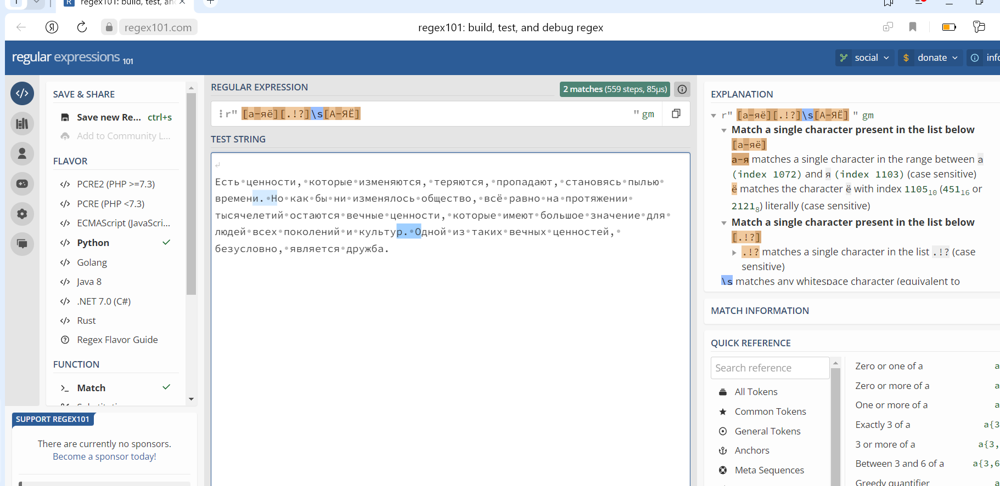 regex101: build, test, an
regex101.com
regex101: build, test, and debug regex
regular expressions 101
social
donate
info
SAVE & SHARE
Save new Re... ctrl+s
Add to Community L...
FLAVOR
</> PCRE2 (PHP >=7.3)
</> PCRE (PHP <7.3)
</> ECMAScript (JavaScri...
</> Python
</> Golang
</> Java 8
</> .NET 7.0 (C#)
</> Rust
Regex Flavor Guide
FUNCTION
>_ Match
SUPPORT REGEX101
There are currently no sponsors.
Become a sponsor today!
REGULAR EXPRESSION
2 matches (559 steps, 85µs)
r" [а-яё][.!?]\s[А-ЯЁ] " gm
TEST STRING
Есть·ценности,·которые·изменяются,·теряются,·пропадают,·становясь·пылью·
времени.·Но·как·бы·ни·изменялось·общество,·всё·равно·на·протяжении·
тысячелетий·остаются·вечные·ценности,·которые·имеют·большое·значение·для·
людей·всех·поколений·и·культур.·Одной·из·таких·вечных·ценностей,·
безусловно,·является·дружба.
EXPLANATION
r" [а-яё][.!?]\s[А-ЯЁ] " gm
Match a single character present in the list below
[а-яё]
а-я matches a single character in the range between а
(index 1072) and я (index 1103) (case sensitive)
ё matches the character ё with index 1105₁₀ (451₁₆ or
2121₈) literally (case sensitive)
Match a single character present in the list below
[.!?]
.!? matches a single character in the list .!? (case
sensitive)
\s matches any whitespace character (equivalent to
MATCH INFORMATION
QUICK REFERENCE
Search reference
All Tokens
Common Tokens
General Tokens
Anchors
Meta Sequences
Zero or one of a a
Zero or more of a a
One or more of a a
Exactly 3 of a a{3
3 or more of a a{3,
Between 3 and 6 of a a{3,6
Greedy quantifier